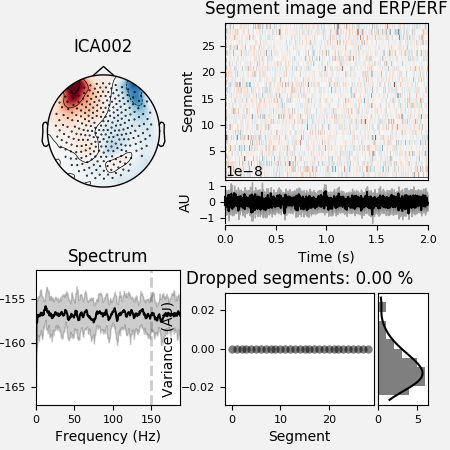 Segment image and ERP/ERF
ICA002
Segment
25
20
15
10
5
1e−8
AU
1
0
−1
0.0 0.5 1.0 1.5 2.0
Time (s)
Spectrum
Dropped segments: 0.00 %
−155
−160
−165
0 50 100 150
Frequency (Hz)
Variance (AU)
0.02
0.00
−0.02
0 10 20
Segment
0 5